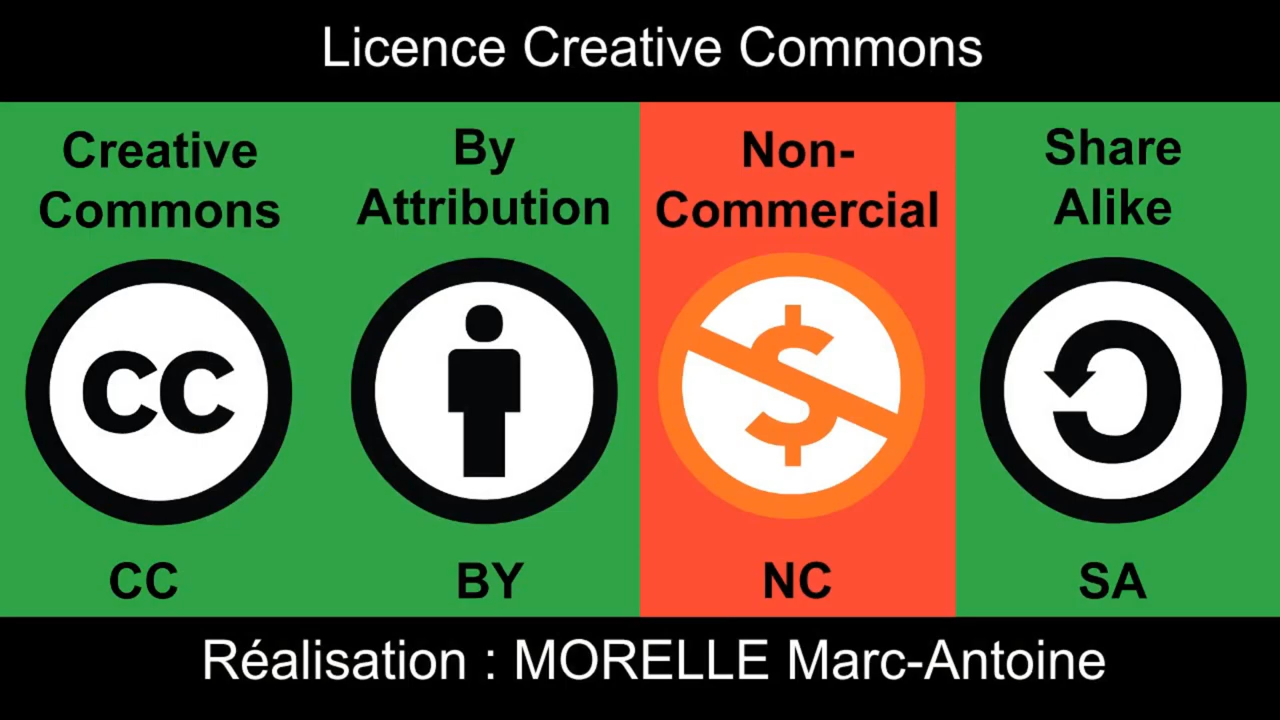 Licence Creative Commons
Creative
Commons
By
Attribution
Non-
Commercial
Share
Alike
cc
$
CC
BY
NC
SA
Réalisation : MORELLE Marc-Antoine